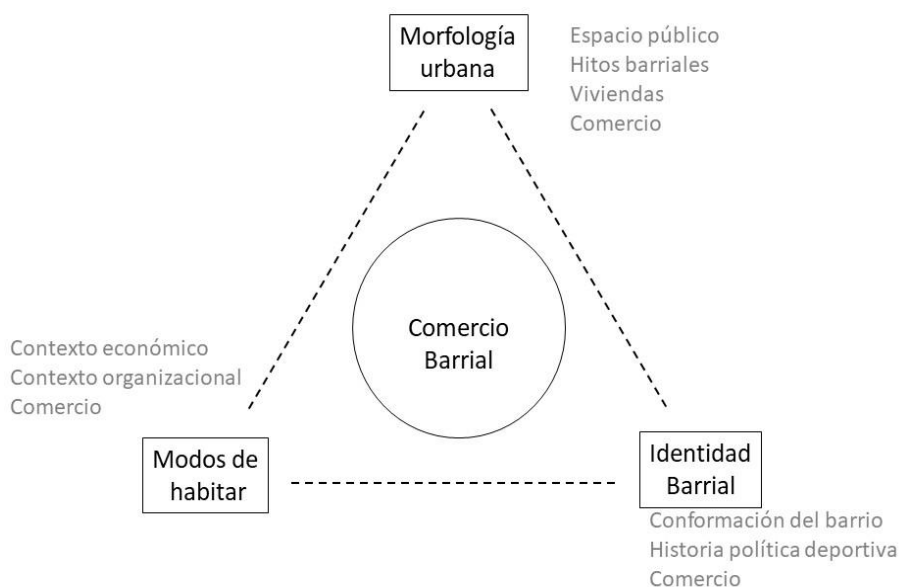 Morfología
urbana
Espacio público
Hitos barriales
Viviendas
Comercio
Comercio
Barrial
Contexto económico
Contexto organizacional
Comercio
Modos de
habitar
Identidad
Barrial
Conformación del barrio
Historia política deportiva
Comercio